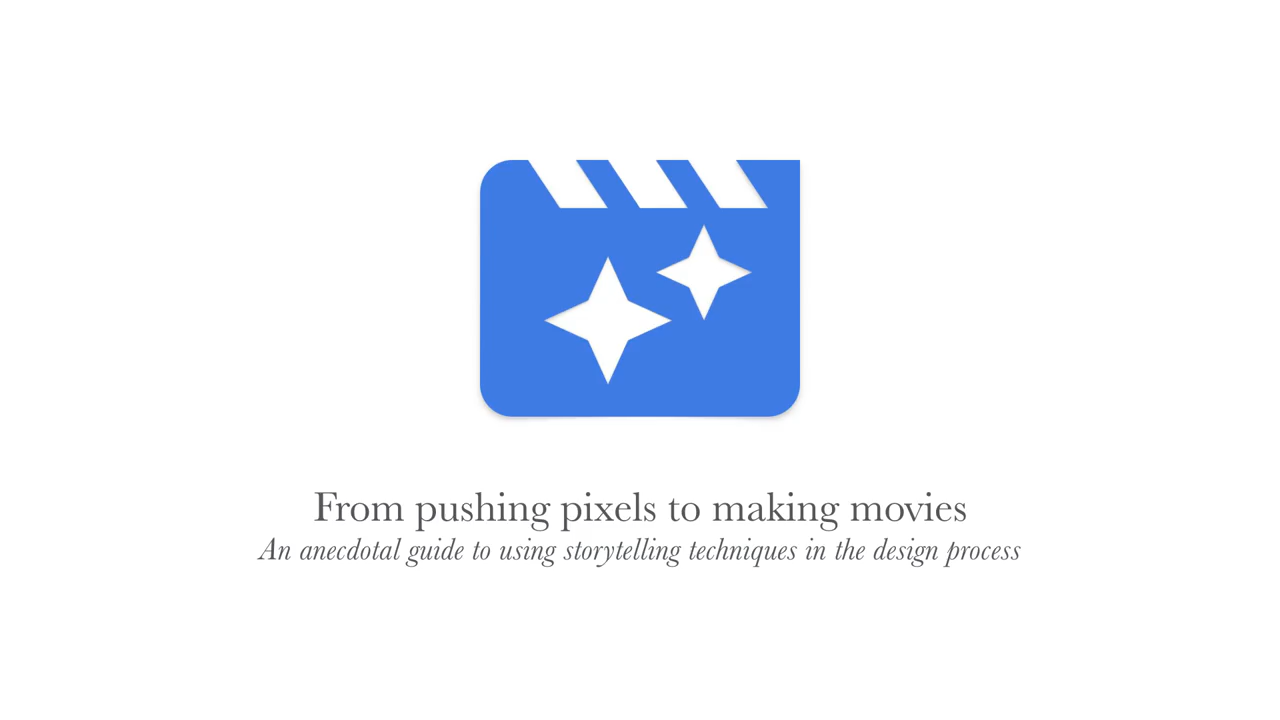 From pushing pixels to making movies
An anecdotal guide to using storytelling techniques in the design process